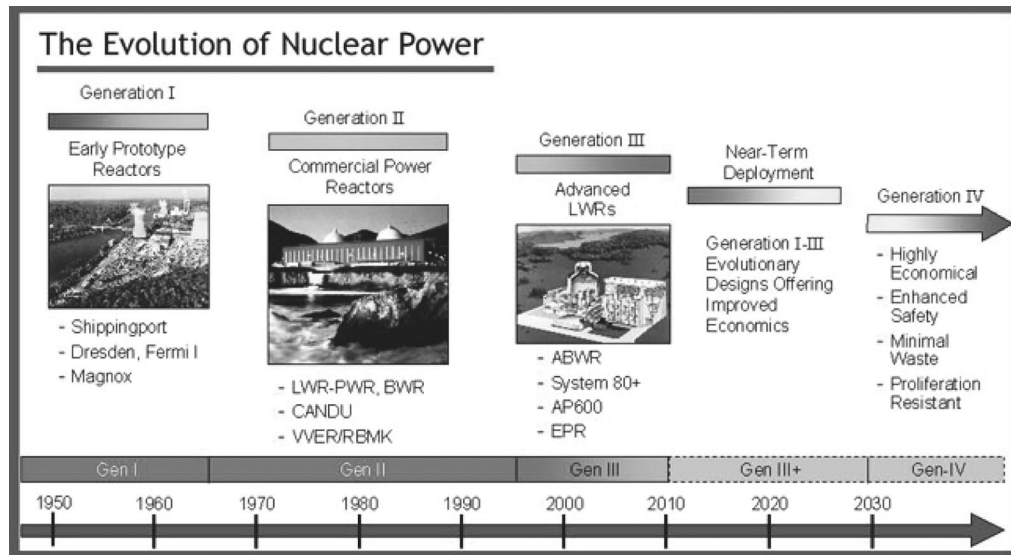 The Evolution of Nuclear Power
Generation I
Early Prototype
Reactors
- Shippingport
- Dresden, Fermi I
- Magnox
Generation II
Commercial Power
Reactors
- LWR-PWR, BWR
- CANDU
- VVER/RBMK
Generation III
Advanced
LWRs
- ABWR
- System 80+
- AP600
- EPR
Near-Term
Deployment
Generation I-III
Evolutionary
Designs Offering
Improved
Economics
Generation IV
- Highly
Economical
- Enhanced
Safety
- Minimal
Waste
- Proliferation
Resistant
Gen I
Gen II
Gen III
Gen III+
Gen-IV
1950
1960
1970
1980
1990
2000
2010
2020
2030